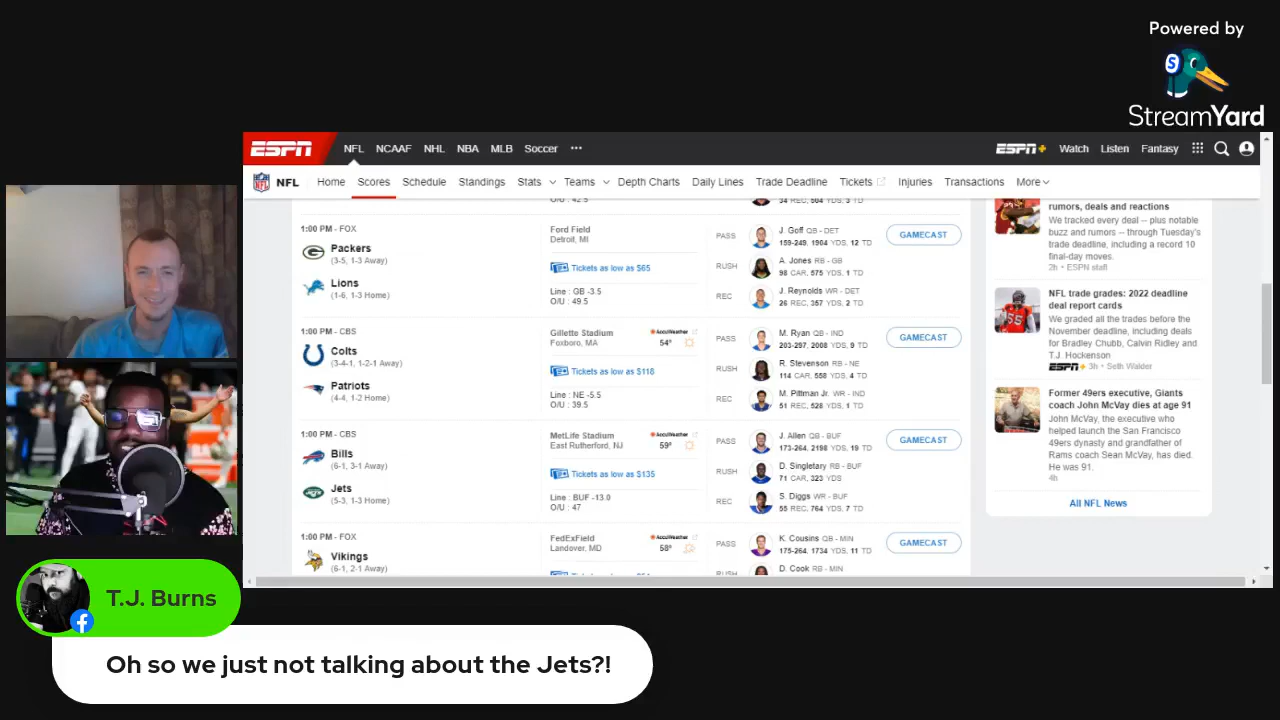 Powered by
StreamYard
ESPN NFL NCAAF NHL NBA MLB Soccer ••• ESPN+ Watch Listen Fantasy
NFL Home Scores Schedule Standings Stats Teams Depth Charts Daily Lines Trade Deadline Tickets Injuries Transactions More
O/U : 42.5
34 REC, 504 YDS, 3 TD
1:00 PM - FOX
Packers
(3-5, 1-3 Away)
Lions
(1-6, 1-3 Home)
Ford Field
Detroit, MI
Tickets as low as $65
Line : GB -3.5
O/U : 49.5
PASS
J. Goff QB - DET
159-249, 1904 YDS, 12 TD
RUSH
A. Jones RB - GB
98 CAR, 575 YDS, 1 TD
REC
J. Reynolds WR - DET
26 REC, 357 YDS, 2 TD
GAMECAST
1:00 PM - CBS
Colts
(3-4-1, 1-2-1 Away)
Patriots
(4-4, 1-2 Home)
Gillette Stadium
Foxboro, MA
AccuWeather
54°
Tickets as low as $118
Line : NE -5.5
O/U : 39.5
PASS
M. Ryan QB - IND
203-297, 2008 YDS, 9 TD
RUSH
R. Stevenson RB - NE
114 CAR, 558 YDS, 4 TD
REC
M. Pittman Jr. WR - IND
51 REC, 528 YDS, 1 TD
GAMECAST
1:00 PM - CBS
Bills
(6-1, 3-1 Away)
Jets
(5-3, 1-3 Home)
MetLife Stadium
East Rutherford, NJ
AccuWeather
59°
Tickets as low as $135
Line : BUF -13.0
O/U : 47
PASS
J. Allen QB - BUF
173-264, 2198 YDS, 19 TD
RUSH
D. Singletary RB - BUF
71 CAR, 323 YDS
REC
S. Diggs WR - BUF
55 REC, 764 YDS, 7 TD
GAMECAST
1:00 PM - FOX
Vikings
(6-1, 2-1 Away)
FedExField
Landover, MD
AccuWeather
58°
PASS
K. Cousins QB - MIN
175-264, 1734 YDS, 11 TD
RUSH
D. Cook RB - MIN
GAMECAST
rumors, deals and reactions
We tracked every deal -- plus notable
buzz and rumors -- through Tuesday's
trade deadline, including a record 10
final-day moves.
2h • ESPN staff
NFL trade grades: 2022 deadline
deal report cards
We graded all the trades before the
November deadline, including deals
for Bradley Chubb, Calvin Ridley and
T.J. Hockenson
ESPN+ 3h • Seth Walder
Former 49ers executive, Giants
coach John McVay dies at age 91
John McVay, the executive who
helped launch the San Francisco
49ers dynasty and grandfather of
Rams coach Sean McVay, has died.
He was 91.
4h
All NFL News
T.J. Burns
Oh so we just not talking about the Jets?!